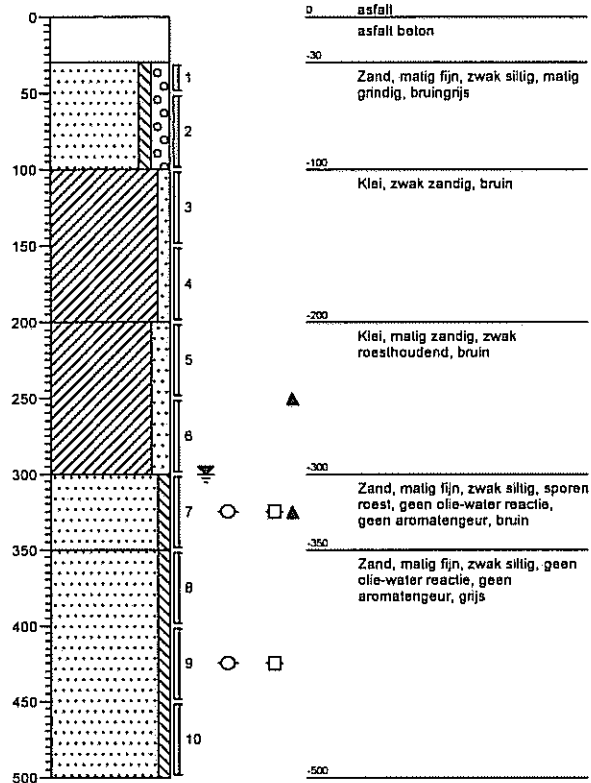 0
0 asfalt
asfalt beton
-30
1
Zand, matig fijn, zwak siltig, matig
grindig, bruingrijs
50
2
100
-100
Klei, zwak zandig, bruin
3
150
4
200
-200
Klei, matig zandig, zwak
roesthoudend, bruin
5
250
6
300
-300
Zand, matig fijn, zwak siltig, sporen
roest, geen olie-water reactie,
geen aromatengeur, bruin
7
350
-350
Zand, matig fijn, zwak siltig, geen
olie-water reactie, geen
aromatengeur, grijs
8
400
9
450
10
500
-500